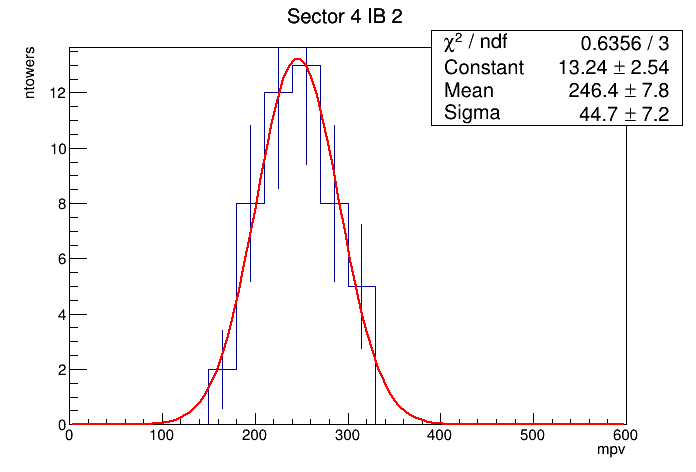 Sector 4 IB 2
χ² / ndf 0.6356 / 3
Constant 13.24 ± 2.54
Mean 246.4 ± 7.8
Sigma 44.7 ± 7.2
ntowers
12
10
8
6
4
2
0
0 100 200 300 400 500 600
mpv